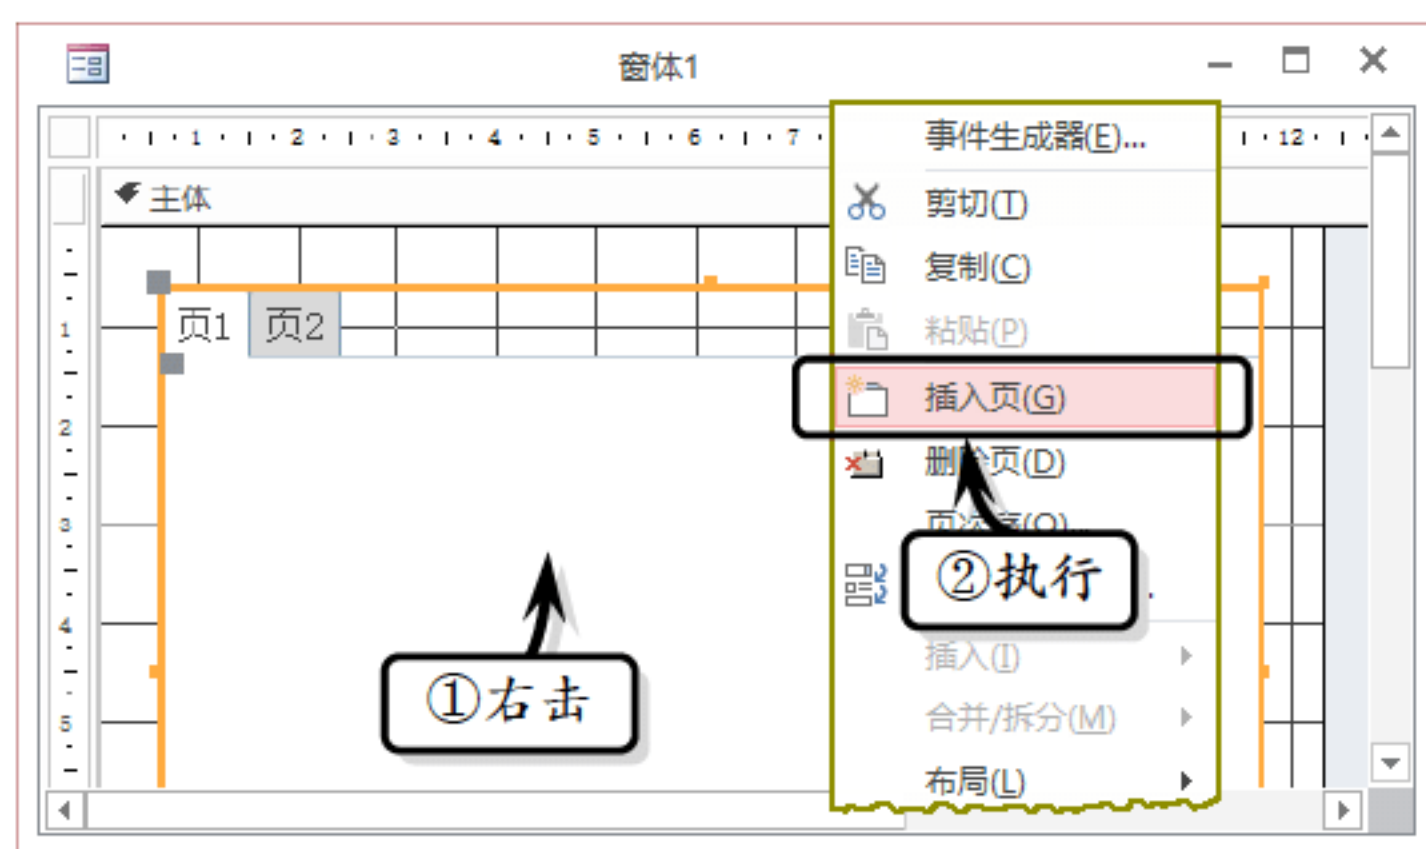 窗体1
1 2 3 4 5 6 7 12
事件生成器(E)...
主体
剪切(T)
复制(C)
页1 页2
粘贴(P)
插入页(G)
删除页(D)
②执行
①右击
插入(I)
合并/拆分(M)
布局(L)
1
2
3
4
5